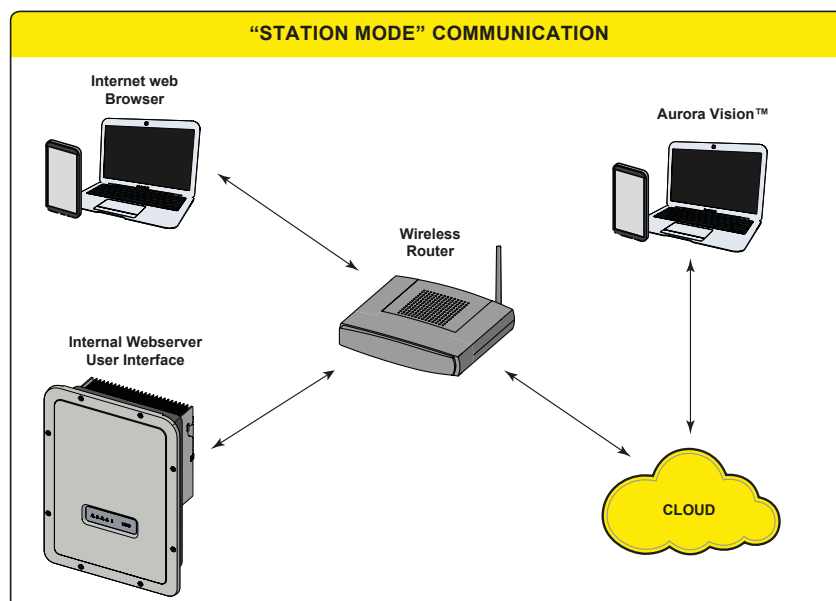 “STATION MODE” COMMUNICATION
Internet web
Browser
Aurora Vision™
Wireless
Router
Internal Webserver
User Interface
CLOUD